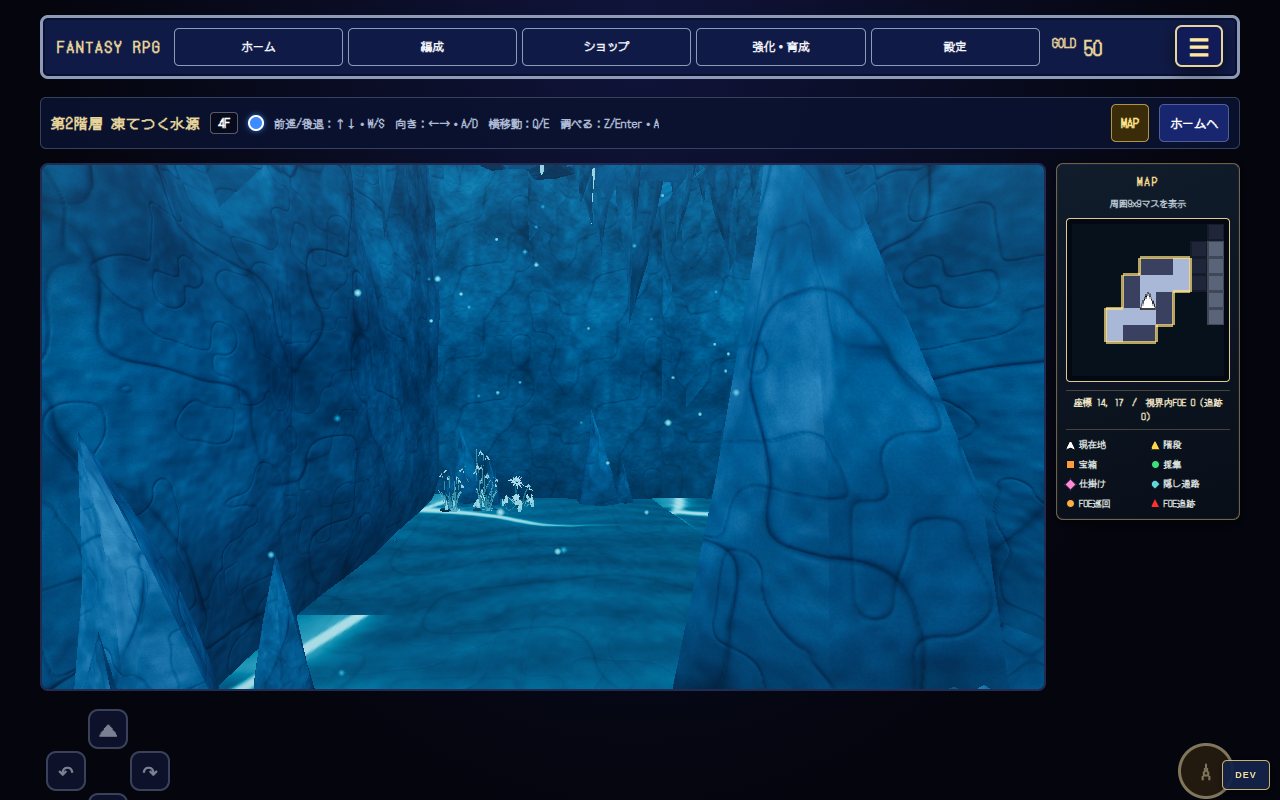 FANTASY RPG ホーム 編成 ショップ 強化・育成 設定 GOLD 50
第2階層 凍てつく水源 4F 前進/後退：↑↓・W/S 向き：←→・A/D 横移動：Q/E 調べる：Z/Enter・A MAP ホームへ
MAP
周囲9x9マスを表示
座標 14, 17 / 視界内FOE 0（追跡
0）
現在地 階段
宝箱 採集
仕掛け 隠し通路
FOE巡回 FOE追跡
A
DEV